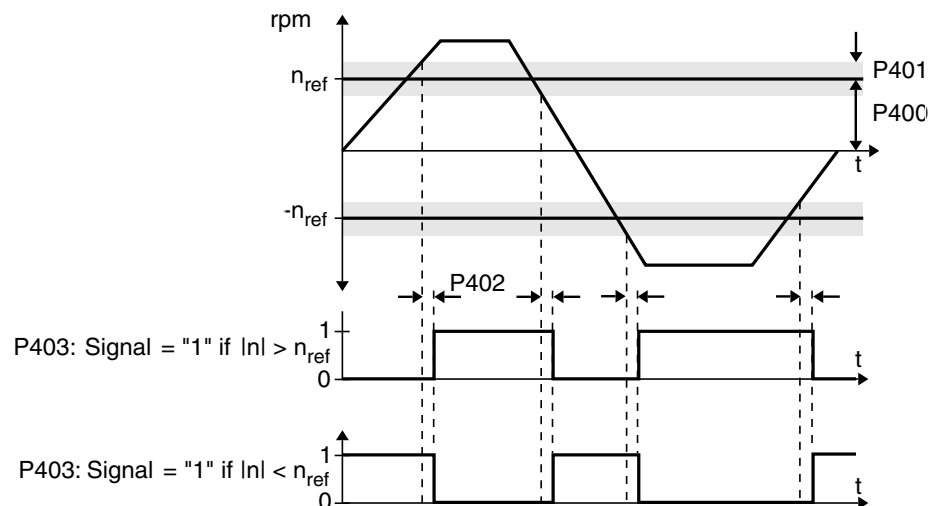 rpm
n_ref
P401
P400
t
-n_ref
P402
P403: Signal = "1" if |n| > n_ref
1
0
t
P403: Signal = "1" if |n| < n_ref
1
0
t